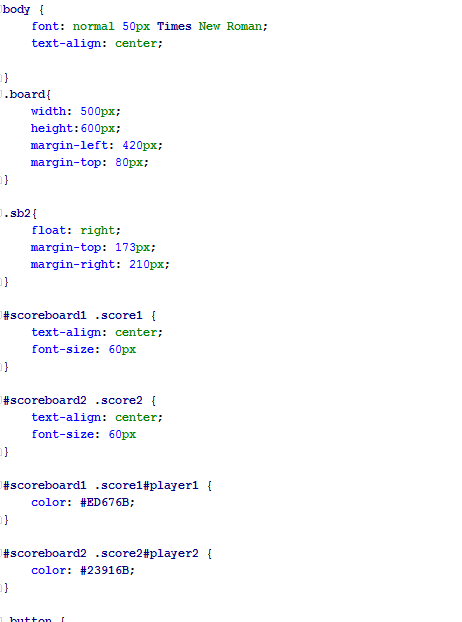 body {
font: normal 50px Times New Roman;
text-align: center;
}
.board{
width: 500px;
height:600px;
margin-left: 420px;
margin-top: 80px;
}
.sb2{
float: right;
margin-top: 173px;
margin-right: 210px;
}
#scoreboard1 .score1 {
text-align: center;
font-size: 60px
}
#scoreboard2 .score2 {
text-align: center;
font-size: 60px
}
#scoreboard1 .score1#player1 {
color: #ED676B;
}
#scoreboard2 .score2#player2 {
color: #23916B;
}
.button {